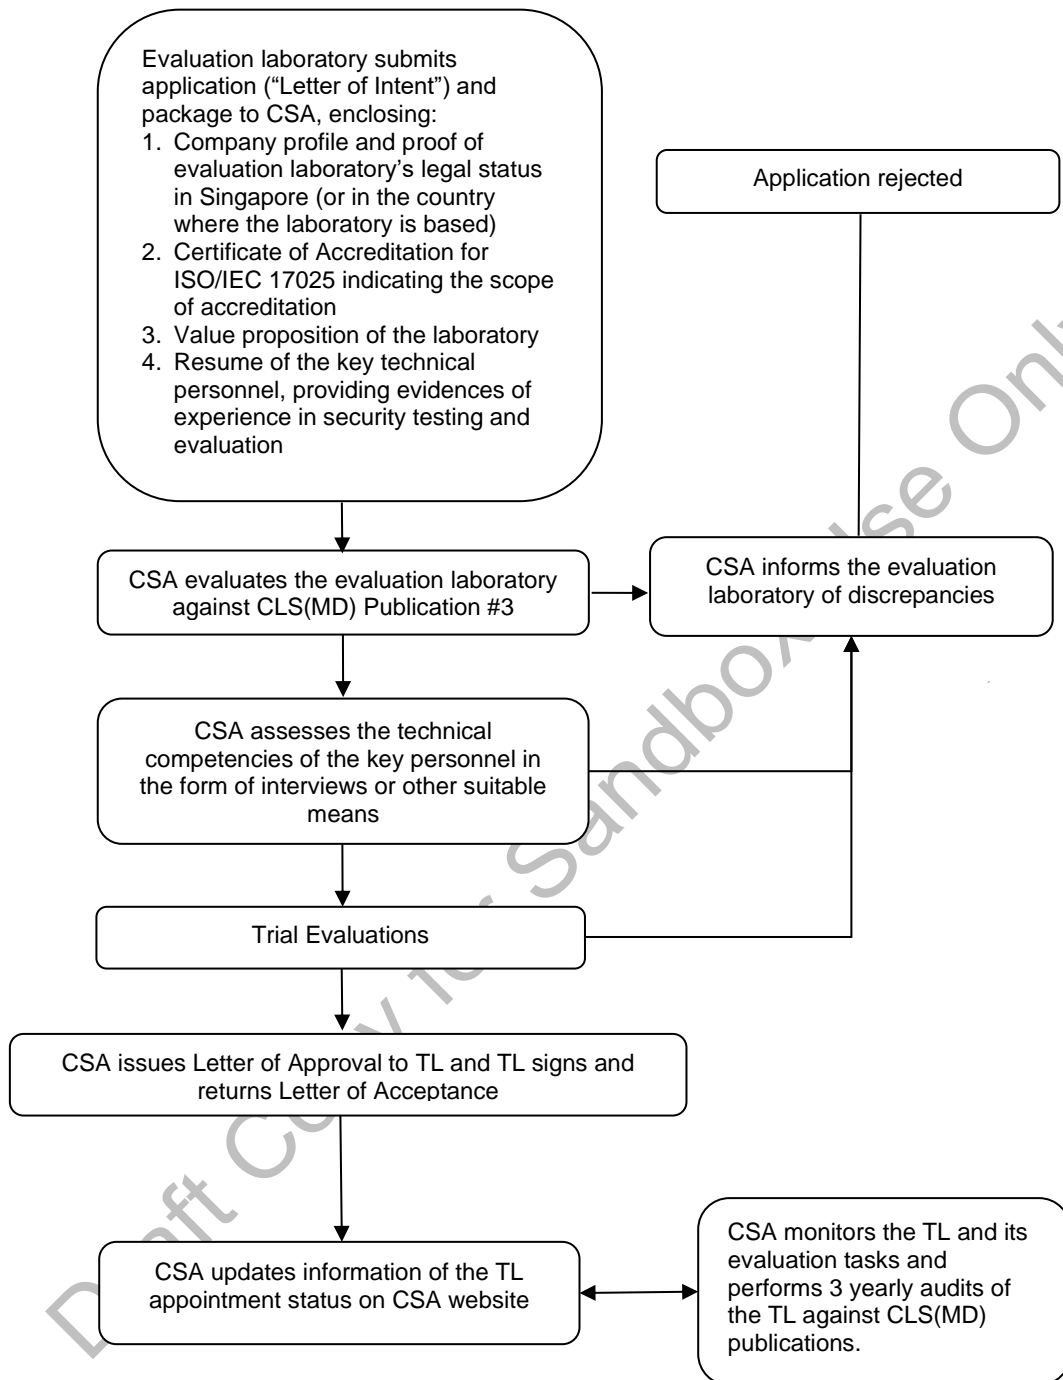 Evaluation laboratory submits
application (“Letter of Intent”) and
package to CSA, enclosing:
1. Company profile and proof of
evaluation laboratory’s legal status
in Singapore (or in the country
where the laboratory is based)
2. Certificate of Accreditation for
ISO/IEC 17025 indicating the scope
of accreditation
3. Value proposition of the laboratory
4. Resume of the key technical
personnel, providing evidences of
experience in security testing and
evaluation
Application rejected
CSA evaluates the evaluation laboratory
against CLS(MD) Publication #3
CSA informs the evaluation
laboratory of discrepancies
CSA assesses the technical
competencies of the key personnel in
the form of interviews or other suitable
means
Trial Evaluations
CSA issues Letter of Approval to TL and TL signs and
returns Letter of Acceptance
CSA updates information of the TL
appointment status on CSA website
CSA monitors the TL and its
evaluation tasks and
performs 3 yearly audits of
the TL against CLS(MD)
publications.
Draft Copy for Sandbox Use Only